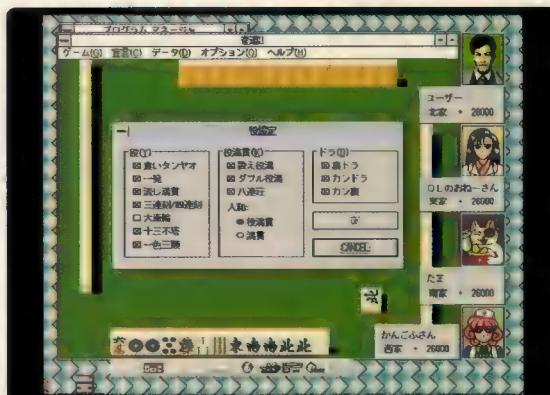 プログラム マネージャ
ゲーム(G) 宣言(C) データ(D) オプション(O) ヘルプ(H)
役設定
役(Y)
食いタンヤオ
一発
流し満貫
三連刻/四連刻
大車輪
十三不塔
一色三順
役満貫(K)
数え役満
ダブル役満
八連荘
人和:
役満貫
満貫
ドラ(D)
裏ドラ
カンドラ
カン裏
OK
CANCEL
ユーザー
北家 + 26000
OLのおねーさん
東家 + 26000
たま
南家 + 26000
かんごふさん
西家 + 26000
北
東南南北北